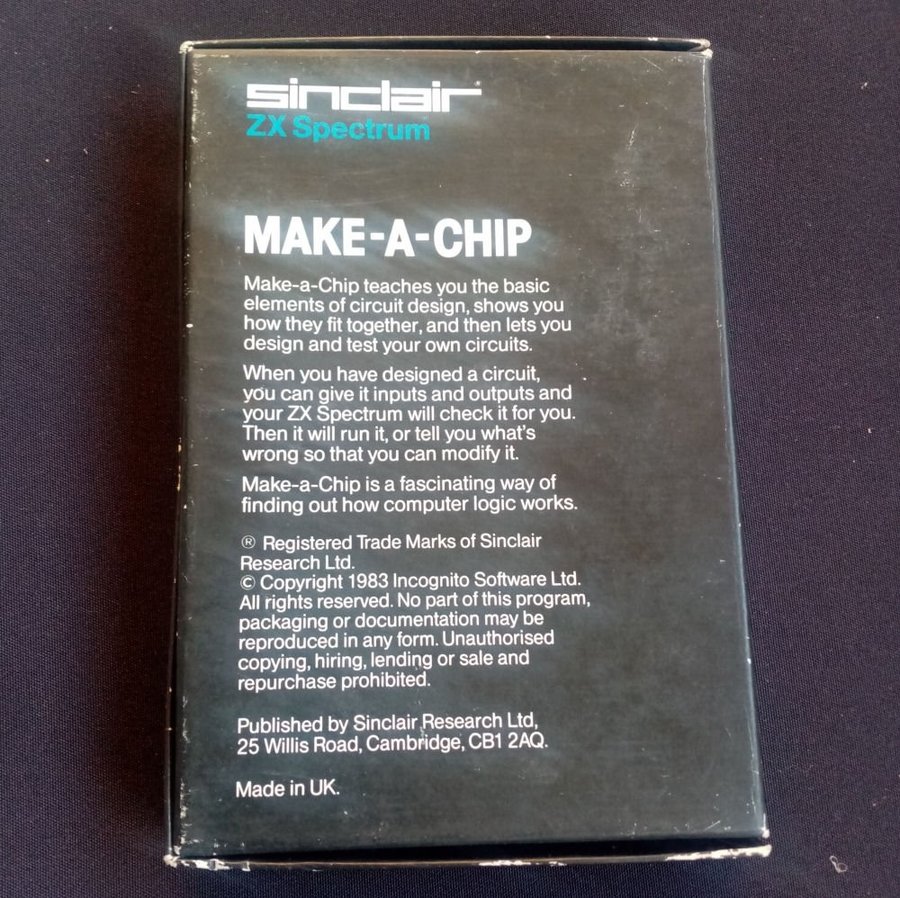 sinclair
ZX Spectrum
MAKE-A-CHIP
Make-a-Chip teaches you the basic
elements of circuit design, shows you
how they fit together, and then lets you
design and test your own circuits.
When you have designed a circuit,
you can give it inputs and outputs and
your ZX Spectrum will check it for you.
Then it will run it, or tell you what's
wrong so that you can modify it.
Make-a-Chip is a fascinating way of
finding out how computer logic works.
® Registered Trade Marks of Sinclair
Research Ltd.
© Copyright 1983 Incognito Software Ltd.
All rights reserved. No part of this program,
packaging or documentation may be
reproduced in any form. Unauthorised
copying, hiring, lending or sale and
repurchase prohibited.
Published by Sinclair Research Ltd,
25 Willis Road, Cambridge, CB1 2AQ.
Made in UK.